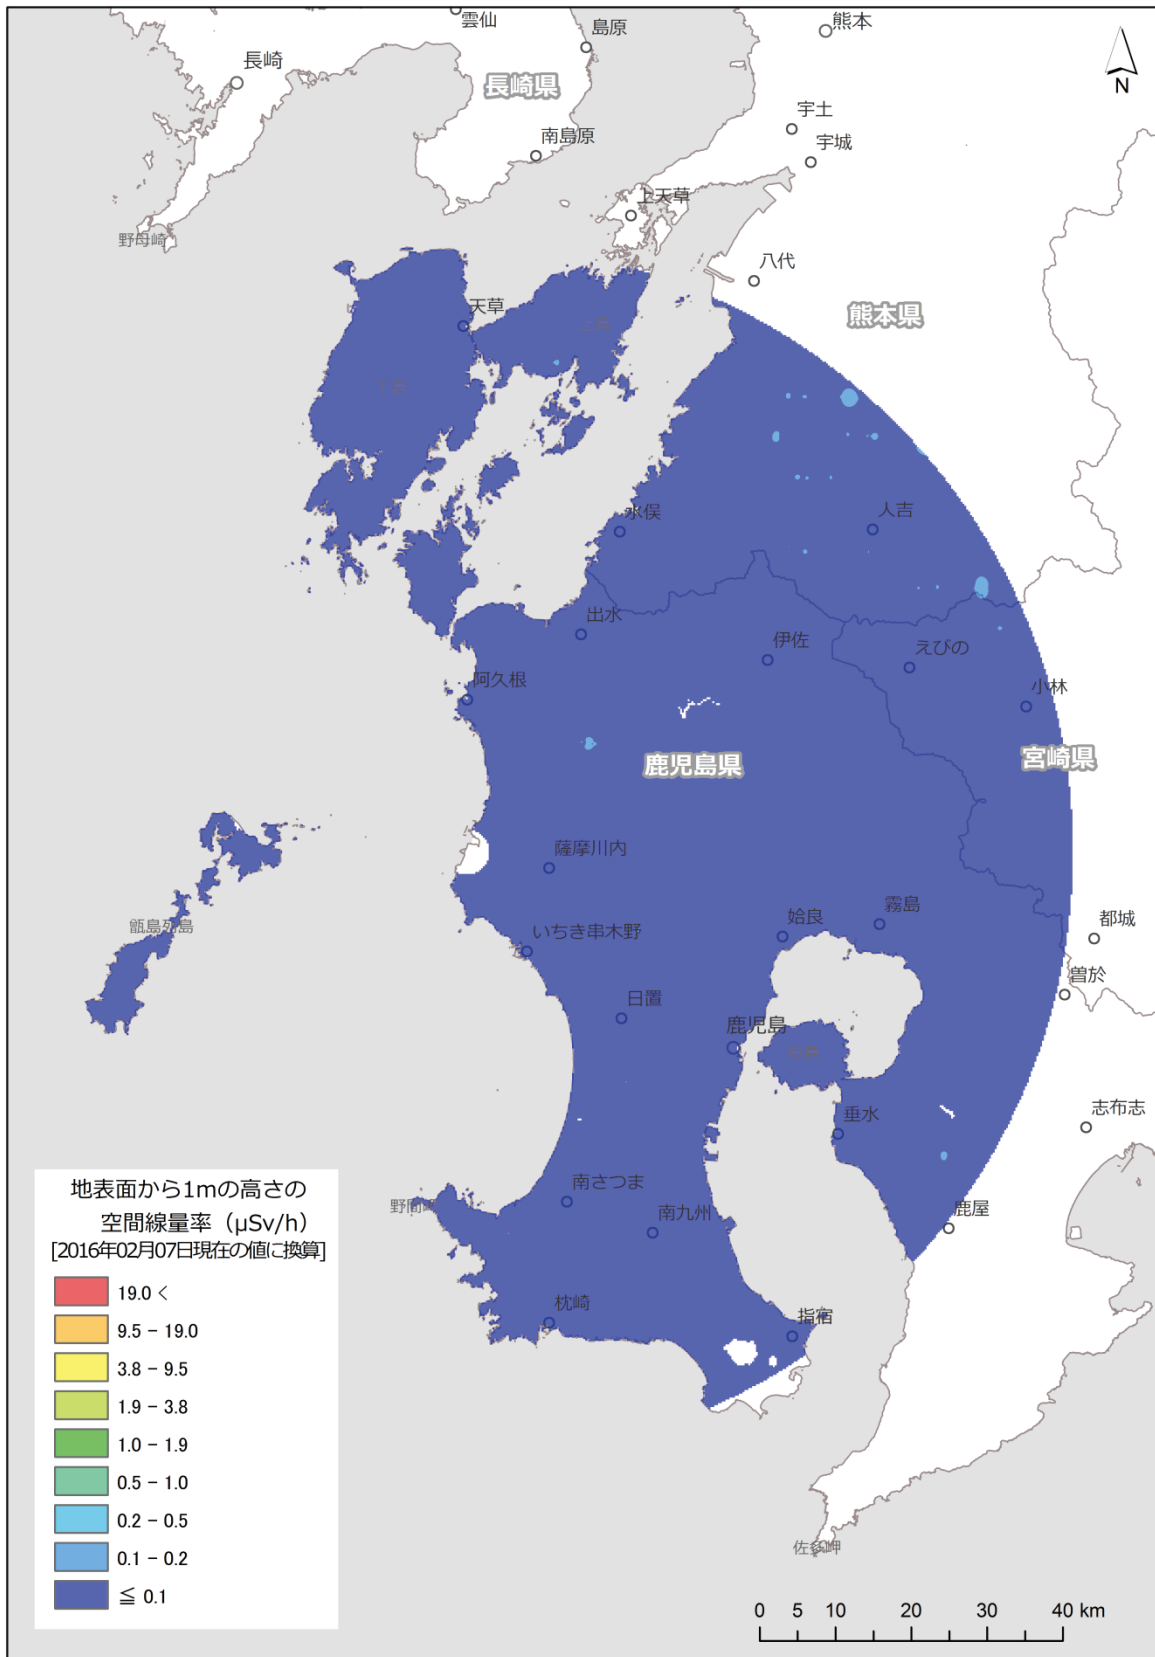 雲仙
島原
熊本
長崎
長崎県
N
宇土
南島原
宇城
上天草
野母崎
八代
天草
熊本県
上島
下島
水俣
人吉
出水
伊佐
えびの
阿久根
小林
鹿児島県
宮崎県
薩摩川内
甑島列島
霧島
姶良
都城
いちき串木野
曽於
日置
鹿児島
桜島
垂水
志布志
南さつま
野間岬
南九州
鹿屋
枕崎
指宿
佐多岬
地表面から1mの高さの
空間線量率（μSv/h）
[2016年02月07日現在の値に換算]
19.0 <
9.5 - 19.0
3.8 - 9.5
1.9 - 3.8
1.0 - 1.9
0.5 - 1.0
0.2 - 0.5
0.1 - 0.2
≦ 0.1
0 5 10 20 30 40 km